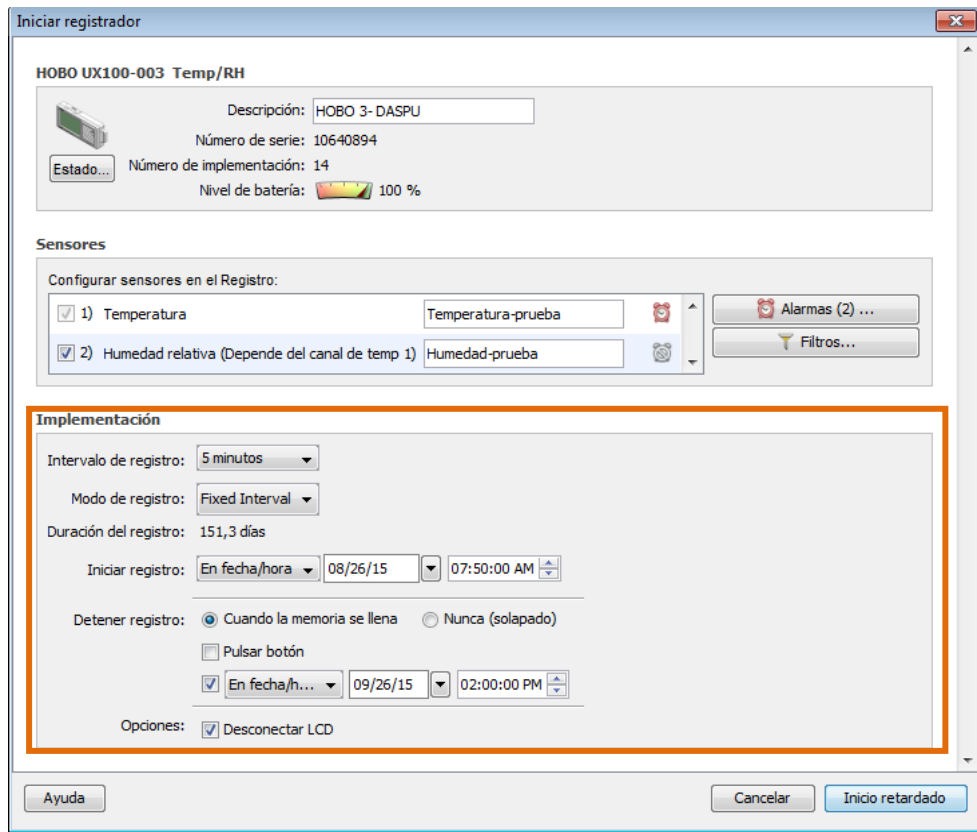 Iniciar registrador
HOBO UX100-003 Temp/RH
Descripción: HOBO 3- DASPU
Número de serie: 10640894
Estado... Número de implementación: 14
Nivel de batería: 100 %
Sensores
Configurar sensores en el Registro:
1) Temperatura Temperatura-prueba Alarmas (2) ...
2) Humedad relativa (Depende del canal de temp 1) Humedad-prueba Filtros...
Implementación
Intervalo de registro: 5 minutos
Modo de registro: Fixed Interval
Duración del registro: 151,3 días
Iniciar registro: En fecha/hora 08/26/15 07:50:00 AM
Detener registro: Cuando la memoria se llena Nunca (solapado)
Pulsar botón
En fecha/h... 09/26/15 02:00:00 PM
Opciones: Desconectar LCD
Ayuda Cancelar Inicio retardado